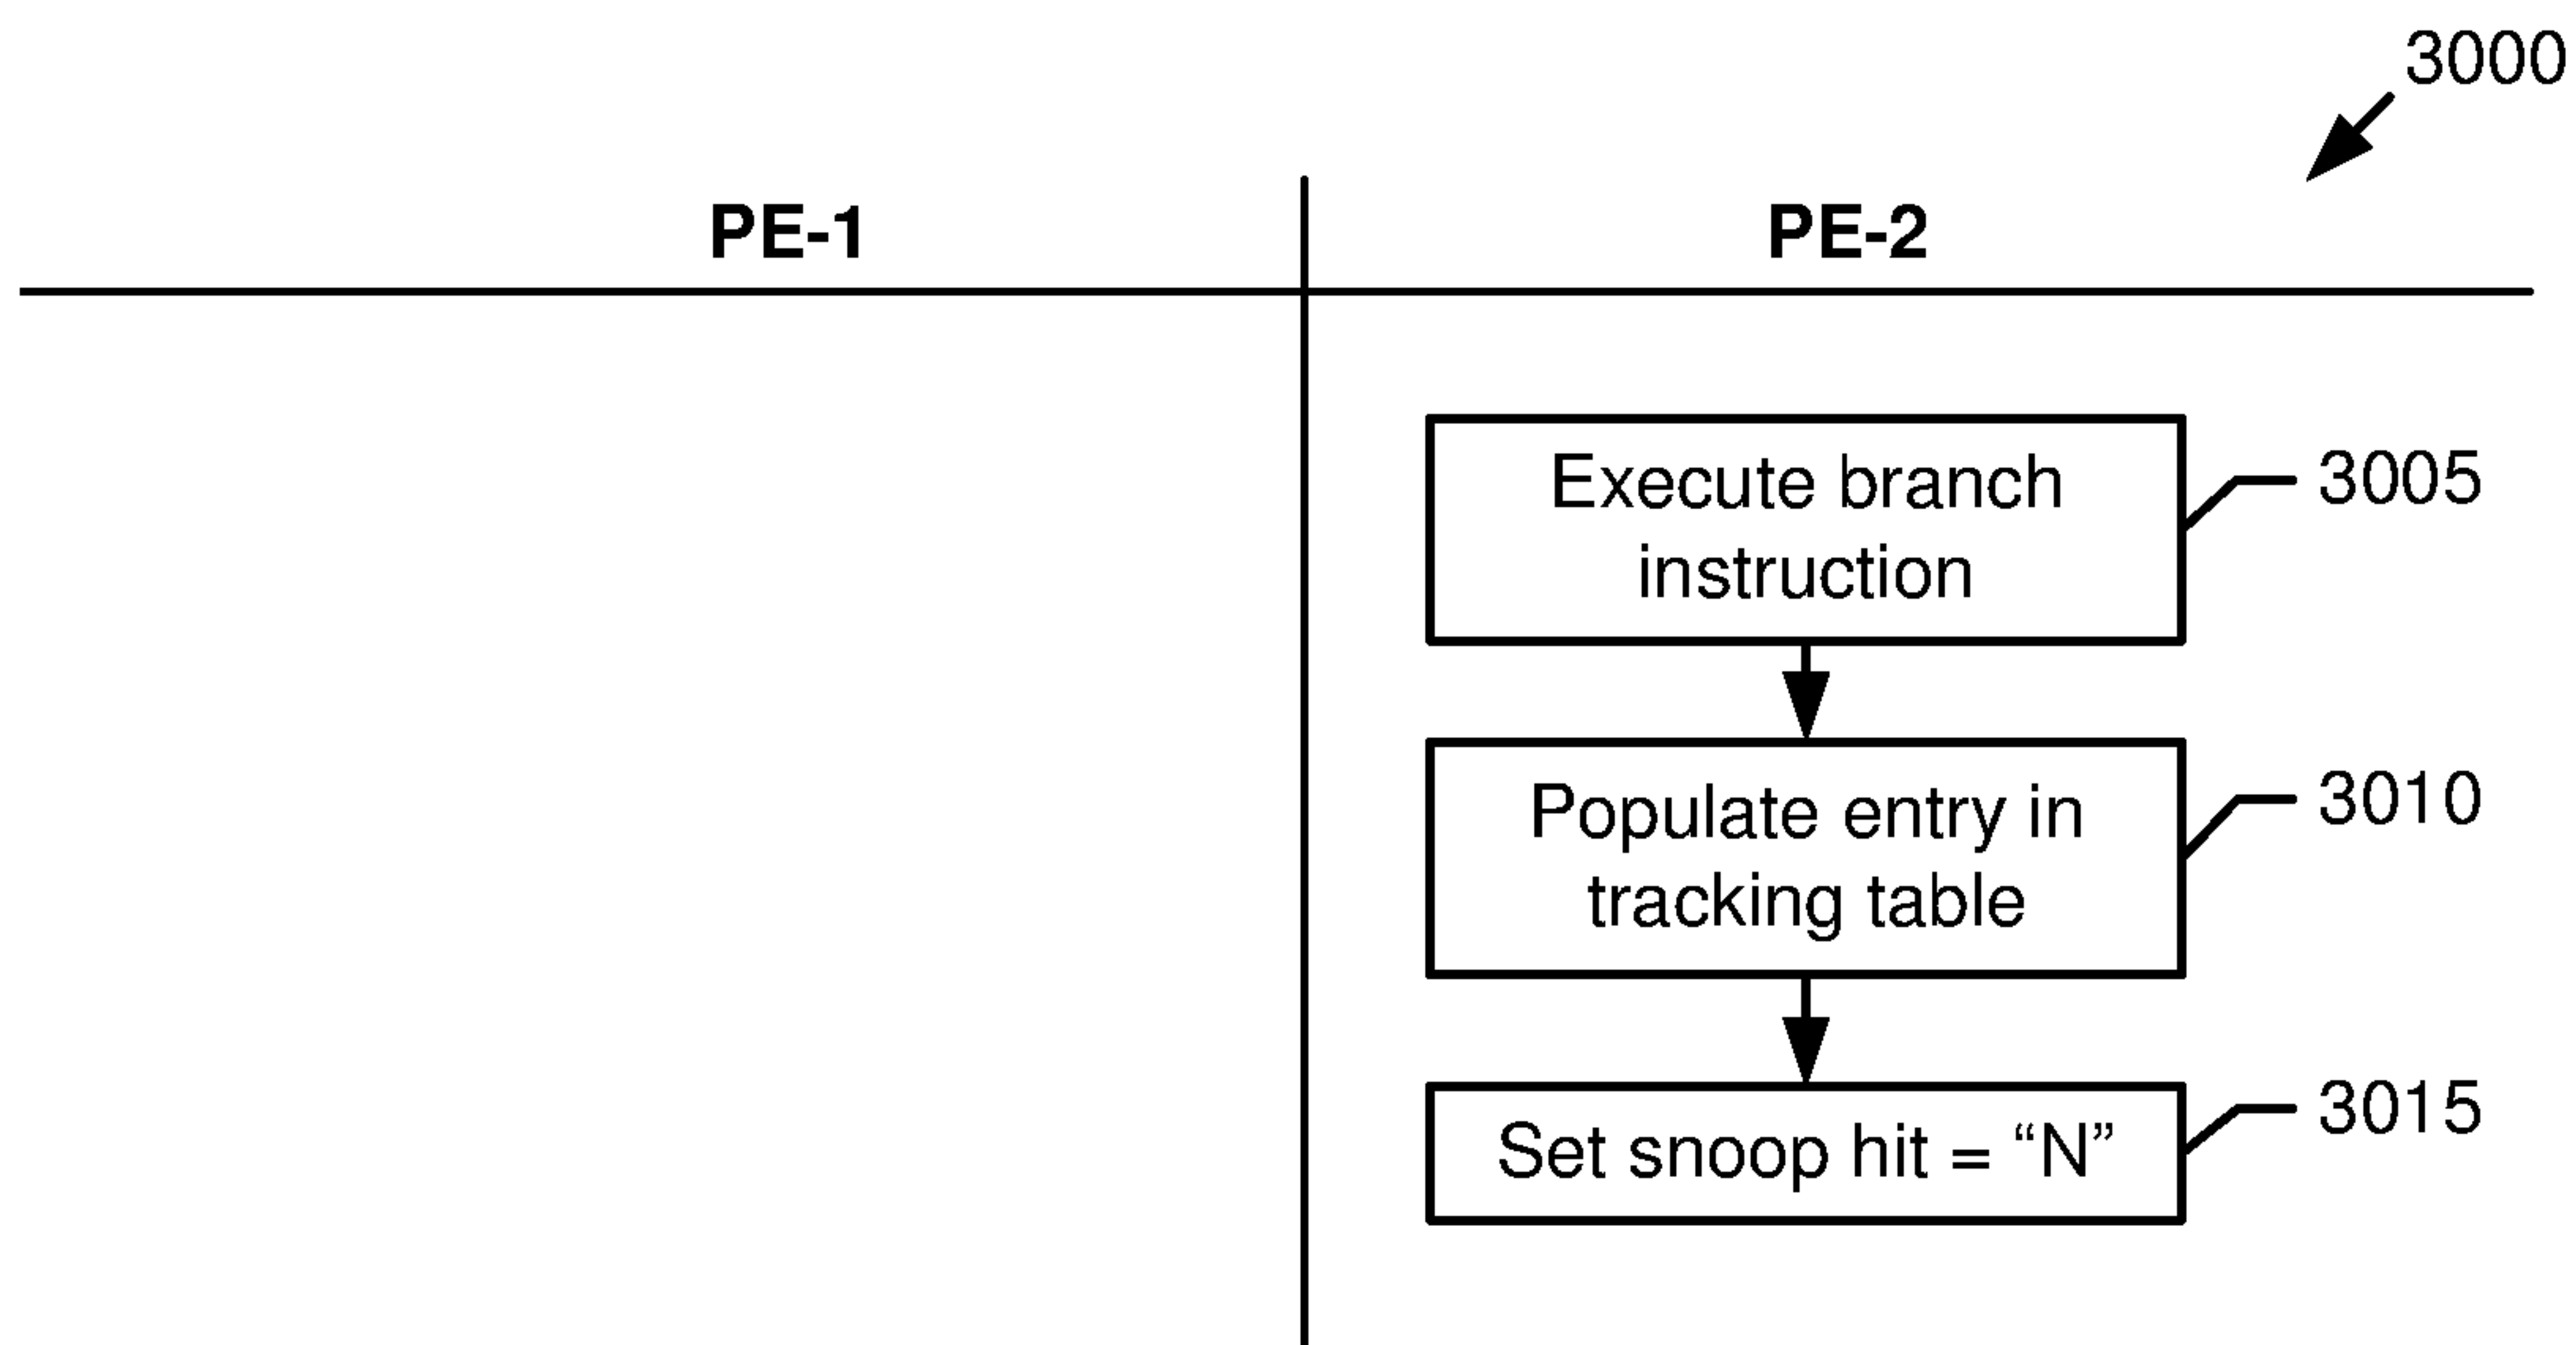 3000
PE-1
PE-2
Execute branch
instruction
3005
Populate entry in
tracking table
3010
Set snoop hit = “N”
3015